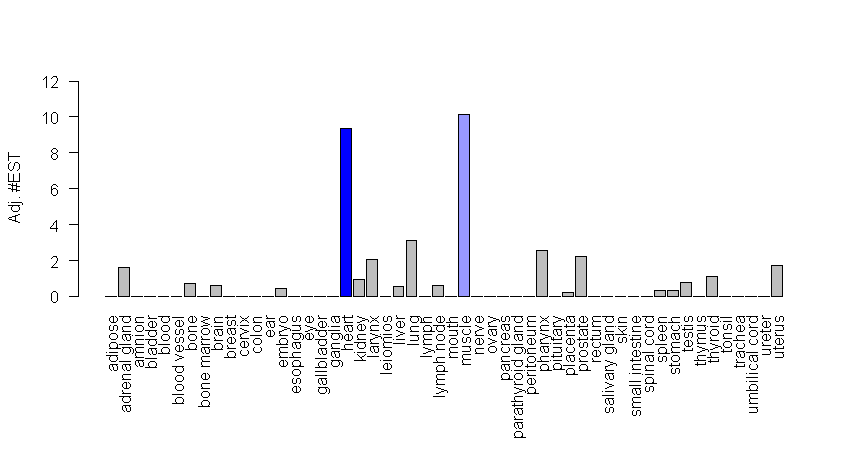 12
10
8
6
4
2
0
Adj. #EST
adipose
adrenal gland
amnion
bladder
blood
blood vessel
bone
bone marrow
brain
breast
cervix
colon
ear
embryo
esophagus
eye
gallbladder
ganglia
heart
kidney
larynx
leiomios
liver
lung
lymph
lymph node
mouth
muscle
nerve
ovary
pancreas
parathyroid gland
peritoneum
pharynx
pituitary
placenta
prostate
rectum
salivary gland
skin
small intestine
spinal cord
spleen
stomach
testis
thymus
thyroid
tonsil
trachea
umbilical cord
ureter
uterus